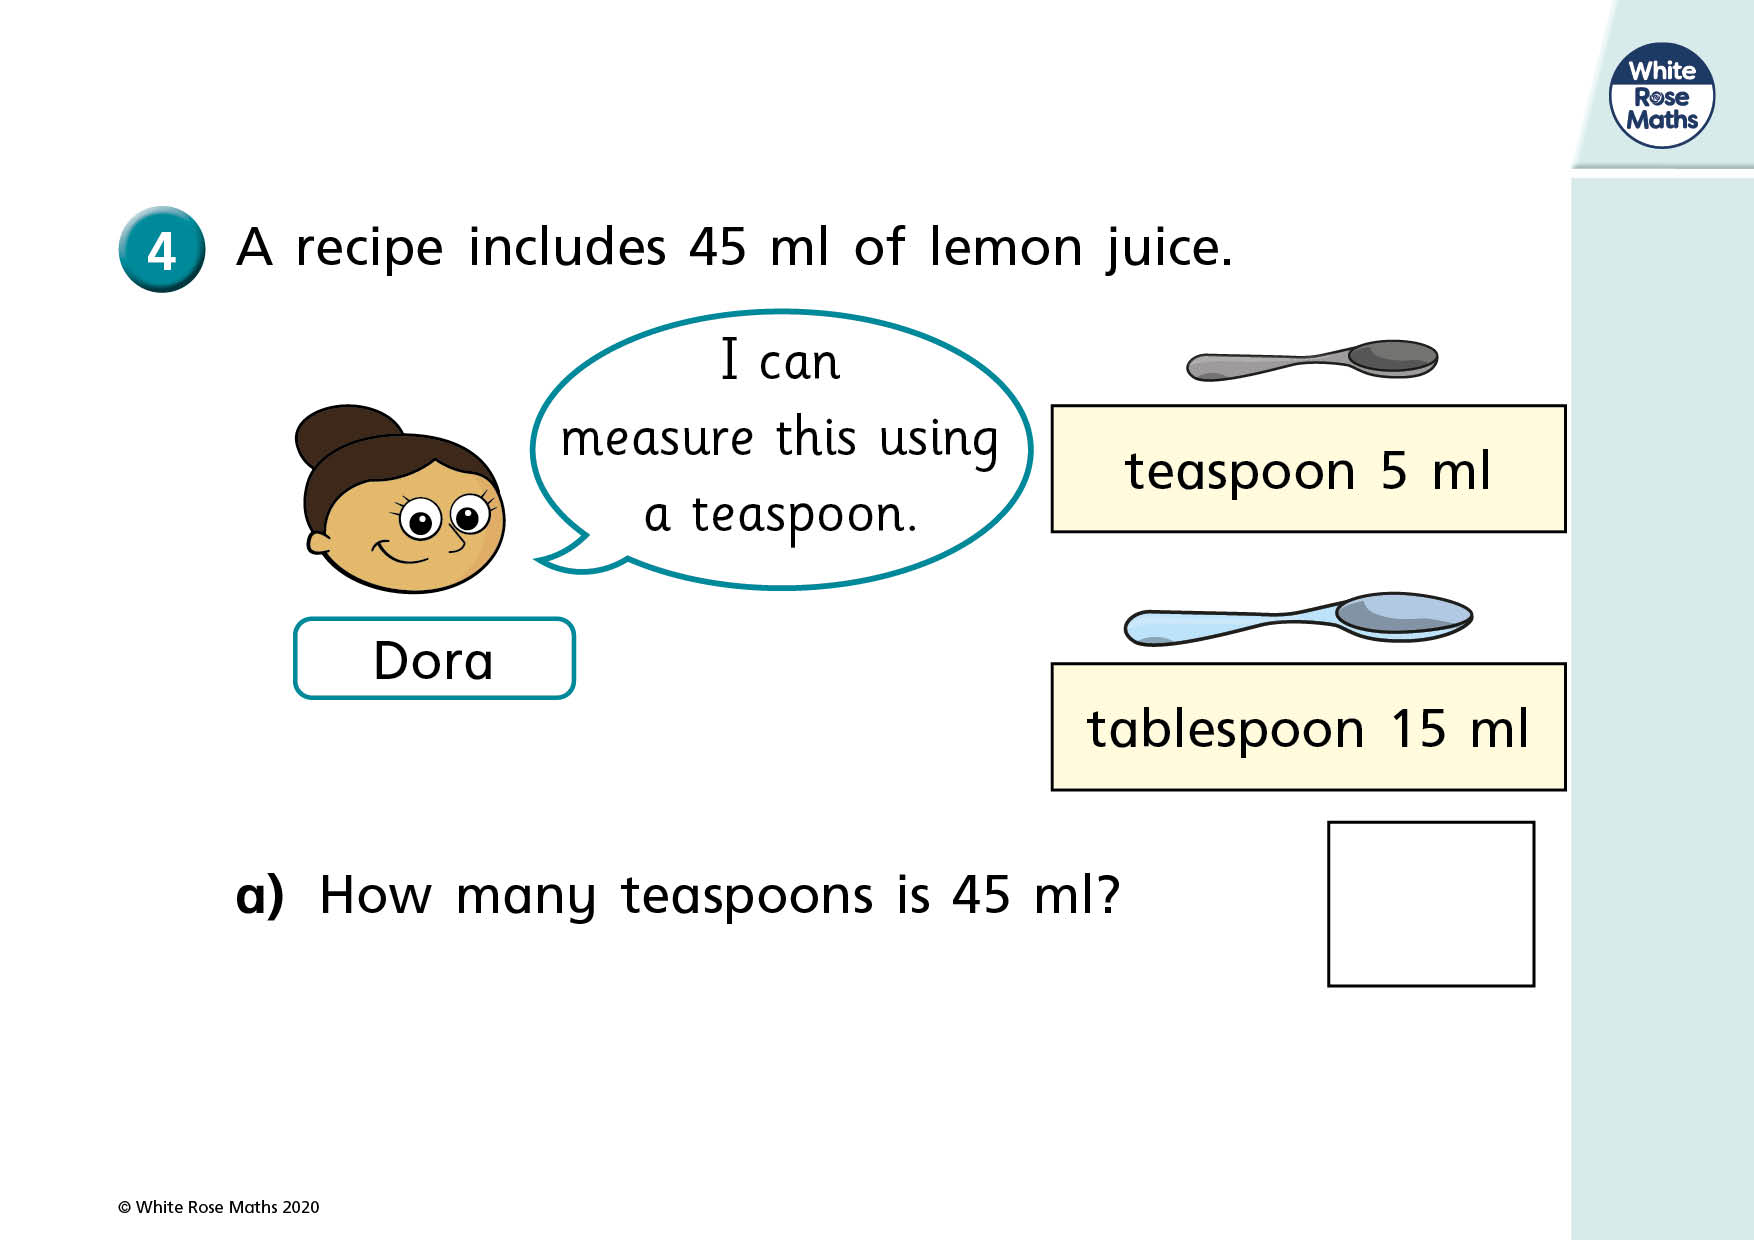 White
Rose
Maths
4 A recipe includes 45 ml of lemon juice.
I can
measure this using
a teaspoon.
teaspoon 5 ml
Dora
tablespoon 15 ml
a) How many teaspoons is 45 ml?
© White Rose Maths 2020